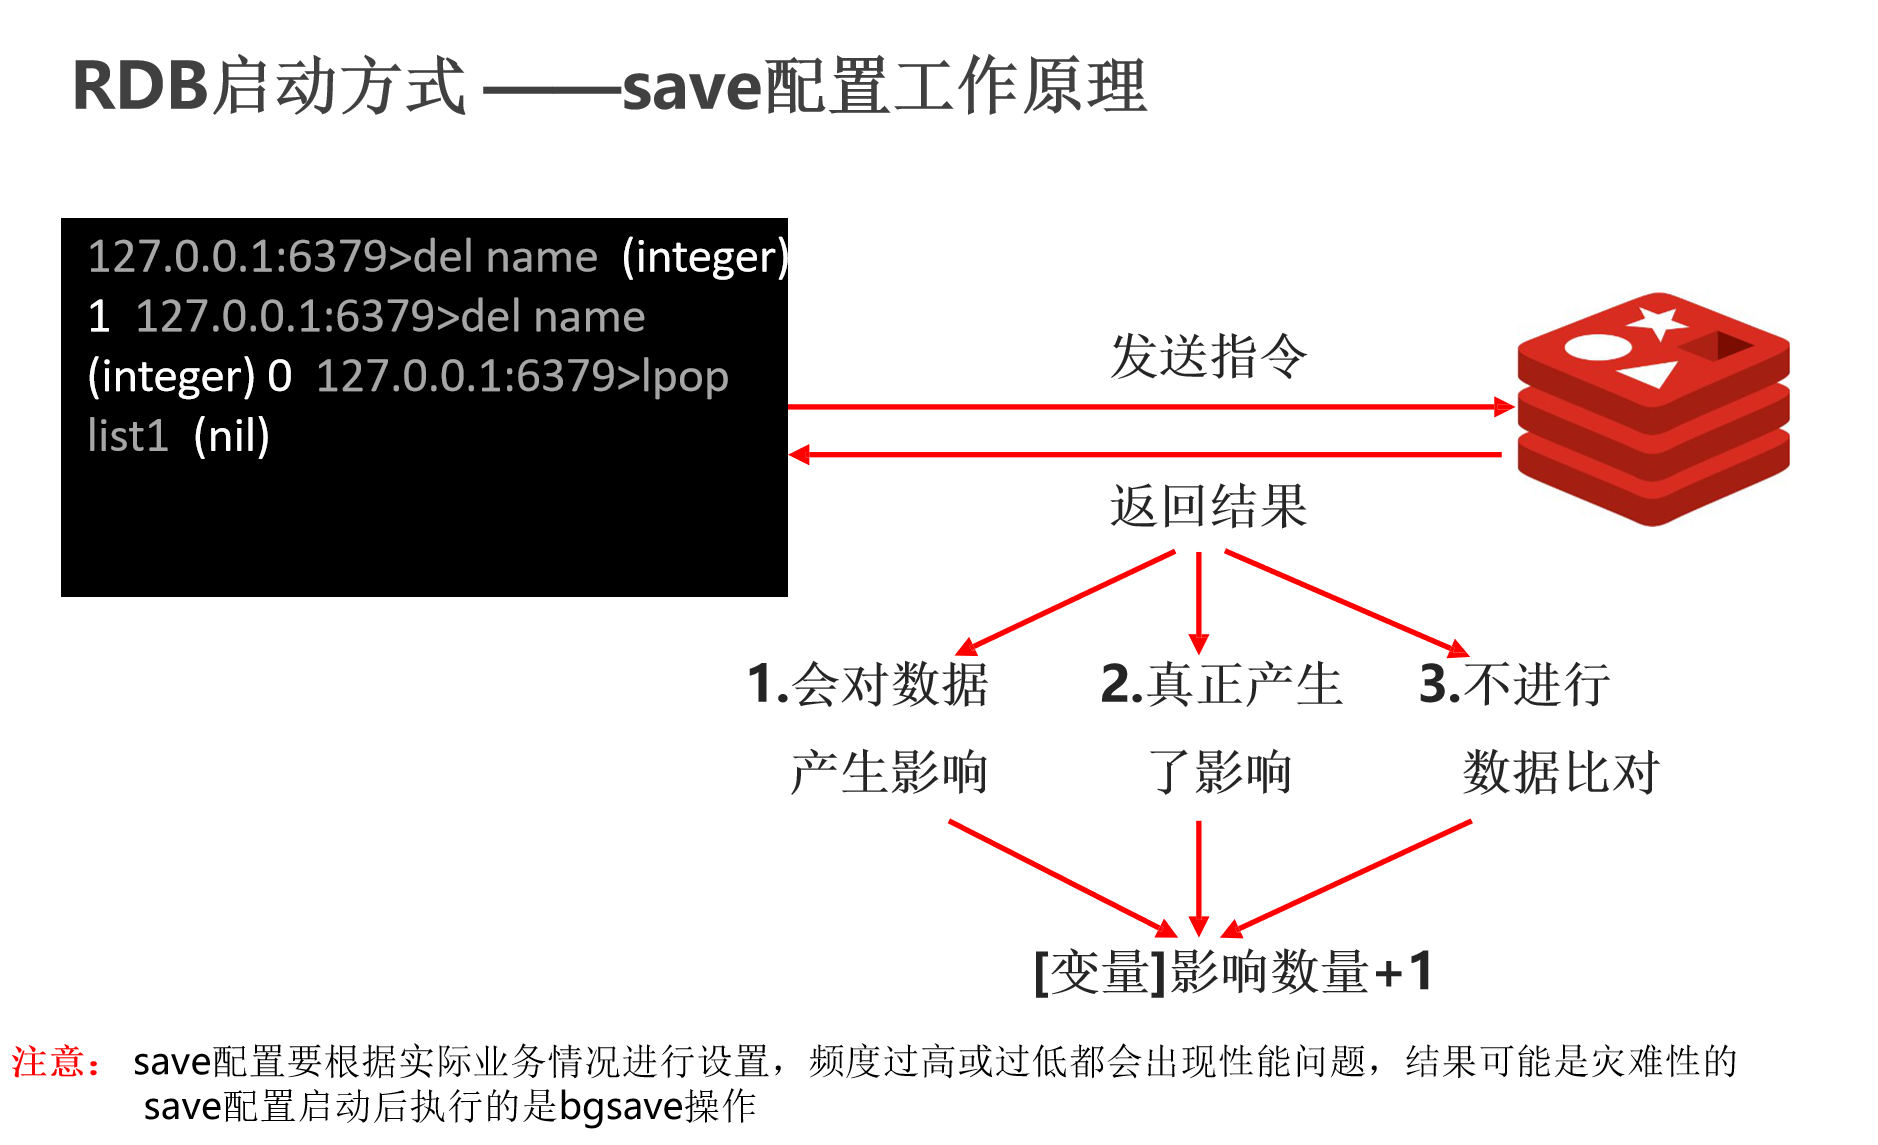 RDB启动方式 ——save配置工作原理
127.0.0.1:6379>del name (integer)
1 127.0.0.1:6379>del name
(integer) 0 127.0.0.1:6379>lpop
list1 (nil)
发送指令
返回结果
1.会对数据
产生影响
2.真正产生
了影响
3.不进行
数据比对
[变量]影响数量+1
注意： save配置要根据实际业务情况进行设置，频度过高或过低都会出现性能问题，结果可能是灾难性的
save配置启动后执行的是bgsave操作